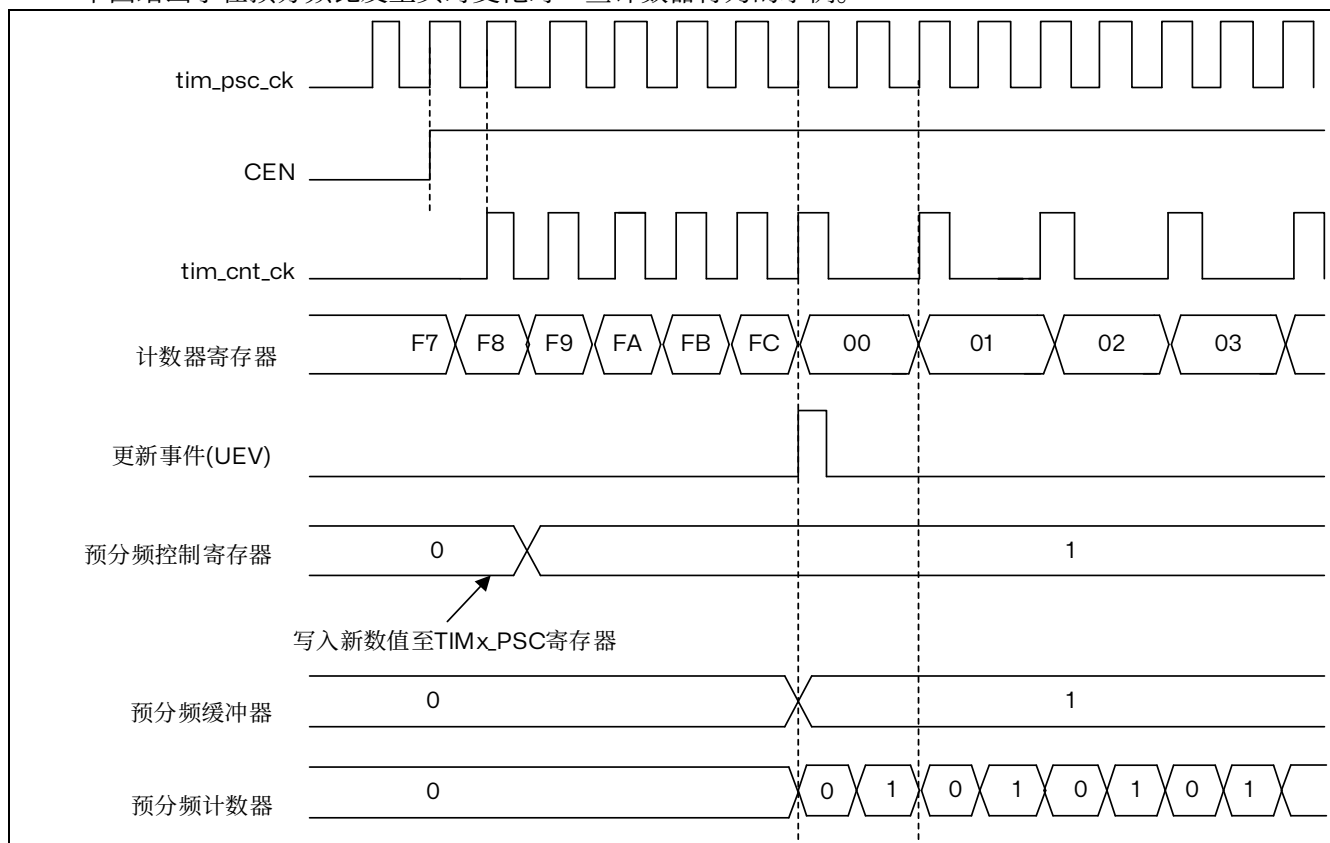 tim_psc_ck
CEN
tim_cnt_ck
计数器寄存器 F7 F8 F9 FA FB FC 00 01 02 03
更新事件(UEV)
预分频控制寄存器 0 1
写入新数值至TIMx_PSC寄存器
预分频缓冲器 0 1
预分频计数器 0 0 1 0 1 0 1 0 1